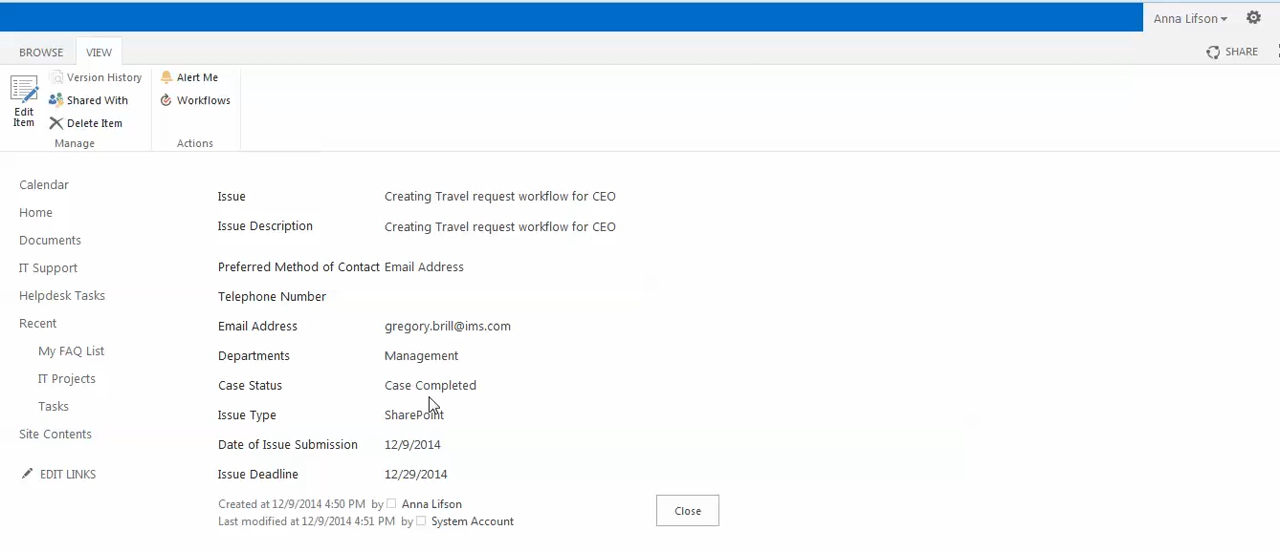 Anna Lifson
BROWSE VIEW SHARE
Edit Item
Version History
Shared With
Delete Item
Manage
Alert Me
Workflows
Actions
Calendar
Home
Documents
IT Support
Helpdesk Tasks
Recent
My FAQ List
IT Projects
Tasks
Site Contents
EDIT LINKS
Issue Creating Travel request workflow for CEO
Issue Description Creating Travel request workflow for CEO
Preferred Method of Contact Email Address
Telephone Number
Email Address gregory.brill@ims.com
Departments Management
Case Status Case Completed
Issue Type SharePoint
Date of Issue Submission 12/9/2014
Issue Deadline 12/29/2014
Created at 12/9/2014 4:50 PM by Anna Lifson
Last modified at 12/9/2014 4:51 PM by System Account
Close